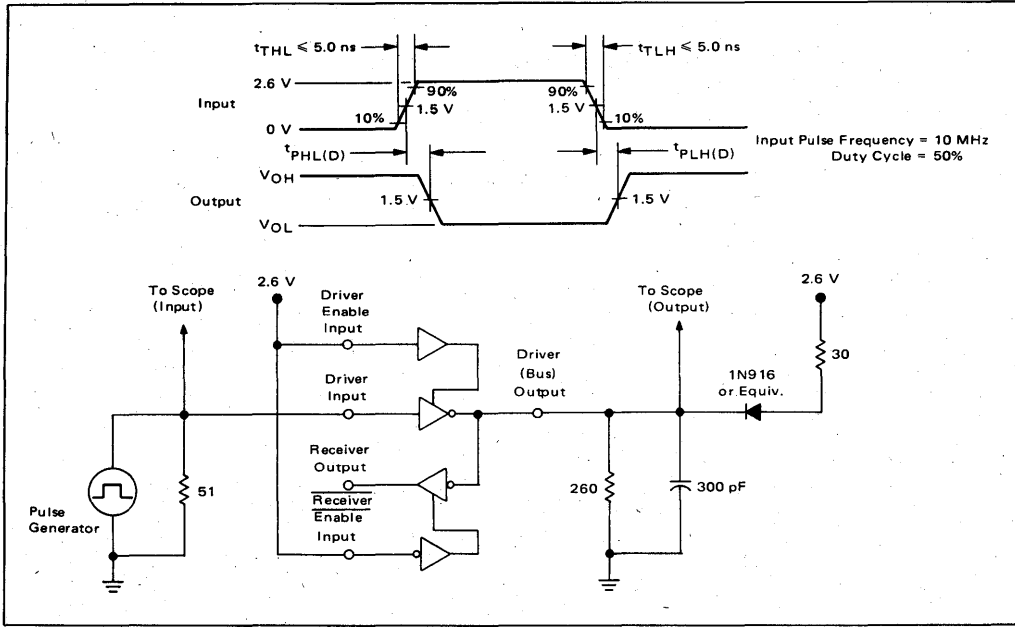 tTHL ≤ 5.0 ns
tTLH ≤ 5.0 ns
2.6 V
90%
90%
Input
1.5 V
1.5 V
10%
10%
0 V
Input Pulse Frequency = 10 MHz
Duty Cycle = 50%
tPHL(D)
tPLH(D)
VOH
Output
1.5 V
1.5 V
VOL
2.6 V
2.6 V
To Scope
(Input)
Driver
Enable
Input
To Scope
(Output)
Driver
(Bus)
Output
30
1N916
or Equiv.
Driver
Input
Receiver
Output
51
260
300 pF
Receiver
Enable
Input
Pulse
Generator